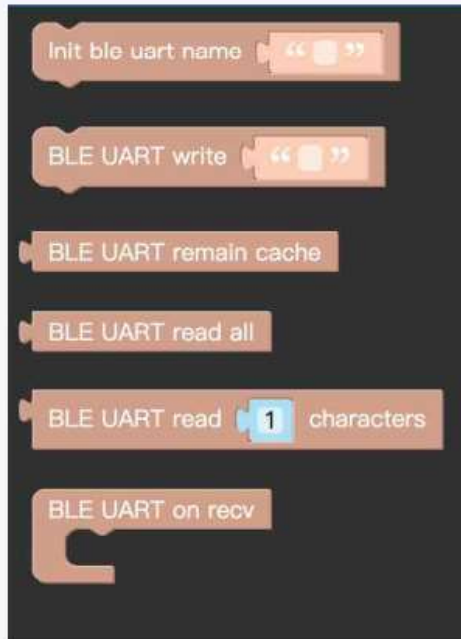 Init ble uart name “ ”
BLE UART write “ ”
BLE UART remain cache
BLE UART read all
BLE UART read 1 characters
BLE UART on recv